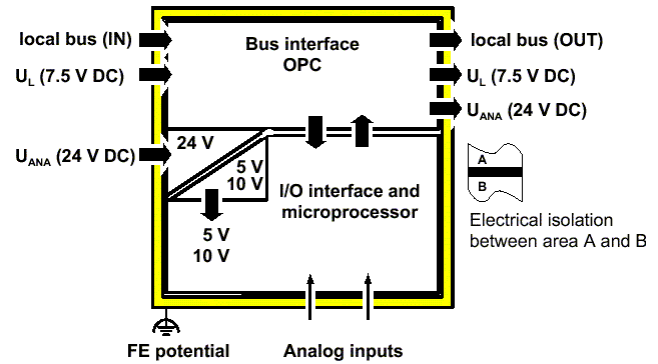 local bus (IN)
Bus interface
OPC
local bus (OUT)
UL (7.5 V DC)
UL (7.5 V DC)
UANA (24 V DC)
24 V
UANA (24 V DC)
5 V
10 V
A
B
I/O interface and
microprocessor
5 V
10 V
Electrical isolation
between area A and B
FE potential
Analog inputs